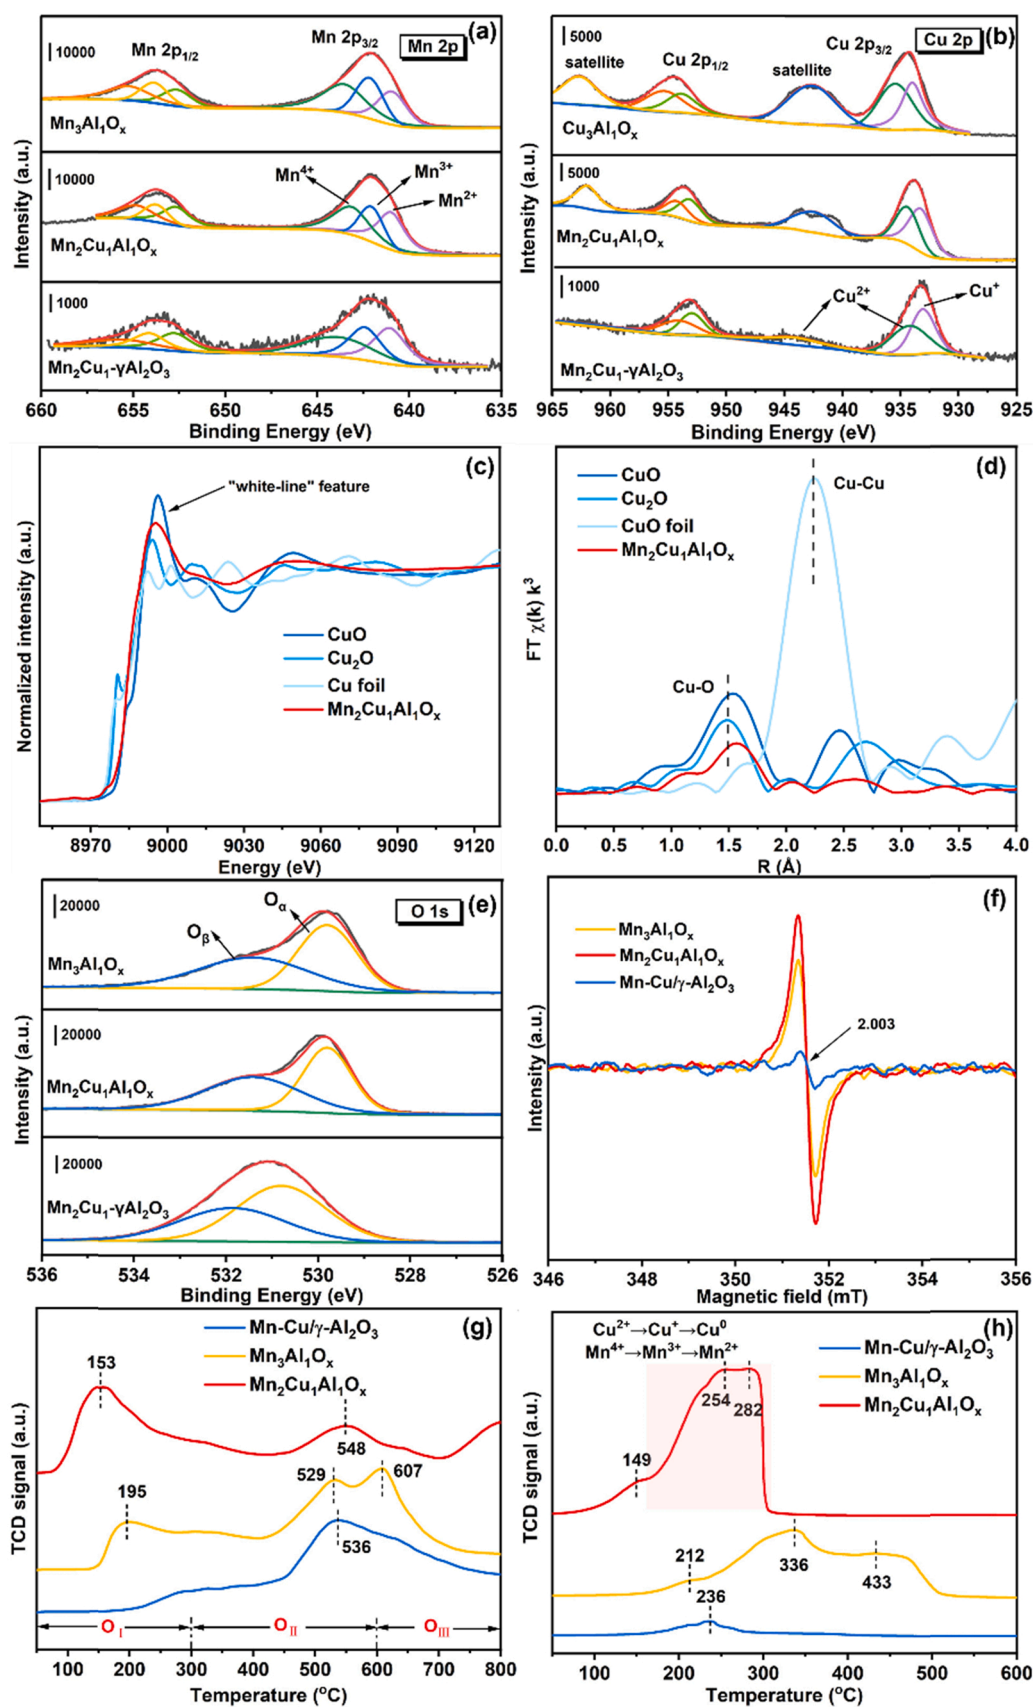 (a)
Mn 2p
10000
Mn 2p1/2
Mn 2p3/2
Mn3Al1Ox
10000
Mn4+
Mn3+
Mn2+
Mn2Cu1Al1Ox
1000
Mn2Cu1-γAl2O3
660 655 650 645 640 635
Binding Energy (eV)
Intensity (a.u.)
(b)
Cu 2p
5000
satellite
Cu 2p1/2
satellite
Cu 2p3/2
Cu3Al1Ox
5000
Mn2Cu1Al1Ox
1000
Cu2+
Cu+
Mn2Cu1-γAl2O3
965 960 955 950 945 940 935 930 925
Binding Energy (eV)
Intensity (a.u.)
(c)
"white-line" feature
CuO
Cu2O
Cu foil
Mn2Cu1Al1Ox
8970 9000 9030 9060 9090 9120
Energy (eV)
Normalized intensity (a.u.)
(d)
CuO
Cu2O
CuO foil
Mn2Cu1Al1Ox
Cu-Cu
Cu-O
0.0 0.5 1.0 1.5 2.0 2.5 3.0 3.5 4.0
R (Å)
FT χ(k) k3
(e)
O 1s
20000
Oα
Oβ
Mn3Al1Ox
20000
Mn2Cu1Al1Ox
20000
Mn2Cu1-γAl2O3
536 534 532 530 528 526
Binding Energy (eV)
Intensity (a.u.)
(f)
Mn3Al1Ox
Mn2Cu1Al1Ox
Mn-Cu/γ-Al2O3
2.003
346 348 350 352 354 356
Magnetic field (mT)
Intensity (a.u.)
(g)
Mn-Cu/γ-Al2O3
Mn3Al1Ox
Mn2Cu1Al1Ox
153
548
529
607
195
536
OI
OII
OIII
100 200 300 400 500 600 700 800
Temperature (oC)
TCD signal (a.u.)
(h)
Cu2+→Cu+→Cu0
Mn4+→Mn3+→Mn2+
Mn-Cu/γ-Al2O3
Mn3Al1Ox
Mn2Cu1Al1Ox
254
282
149
212
336
433
236
100 200 300 400 500 600
Temperature (oC)
TCD signal (a.u.)